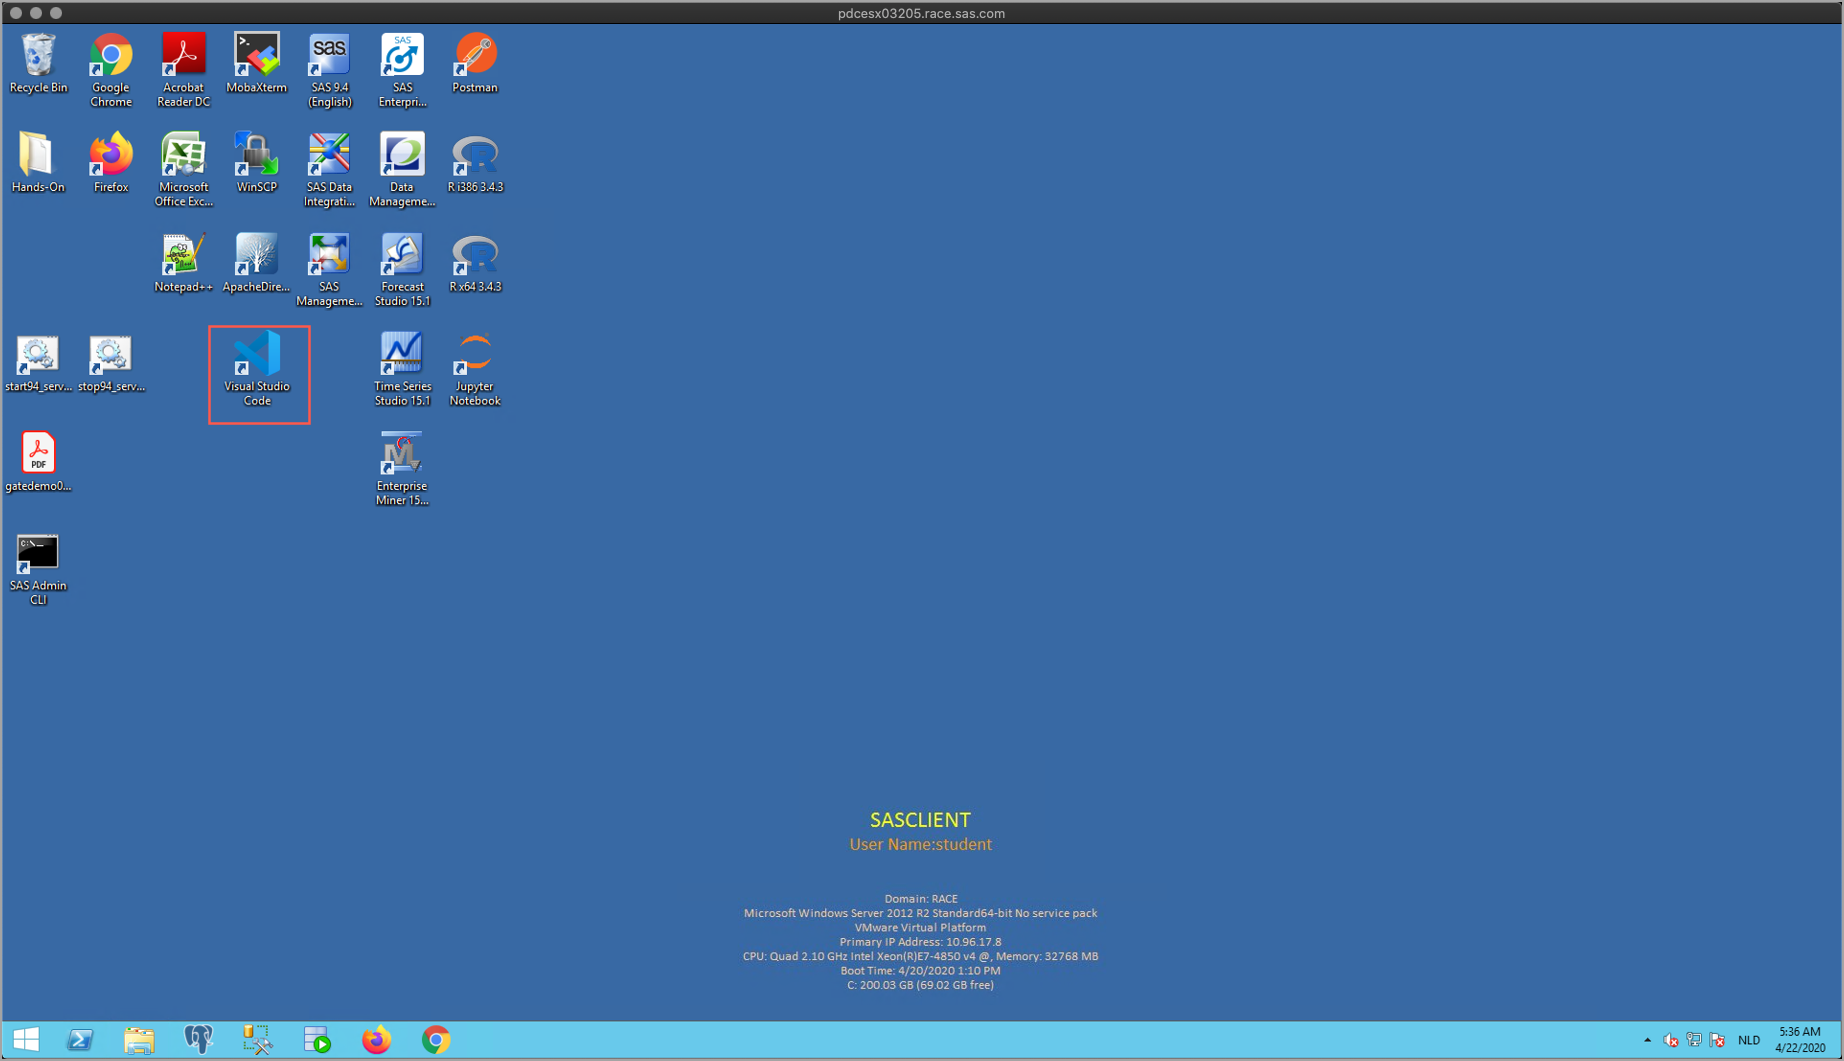 pdcesx03205.race.sas.com
Recycle Bin
Google
Chrome
Acrobat
Reader DC
MobaXterm
sas
SAS 9.4
(English)
SAS
SAS
Enterpri...
Postman
Hands-On
Firefox
Microsoft
Office Exc...
WinSCP
SAS Data
Integrati...
Data
Manageme...
R i386 3.4.3
Notepad++
ApacheDire...
SAS
Manageme...
Forecast
Studio 15.1
R x64 3.4.3
start94_serv...
stop94_serv...
Visual Studio
Code
Time Series
Studio 15.1
Jupyter
Notebook
PDF
gatedemo0...
Enterprise
Miner 15...
C:\
SAS Admin
CLI
SASCLIENT
User Name:student
Domain: RACE
Microsoft Windows Server 2012 R2 Standard64-bit No service pack
VMware Virtual Platform
Primary IP Address: 10.96.17.8
CPU: Quad 2.10 GHz Intel Xeon(R)E7-4850 v4 @, Memory: 32768 MB
Boot Time: 4/20/2020 1:10 PM
C: 200.03 GB (69.02 GB free)
NLD
5:36 AM
4/22/2020